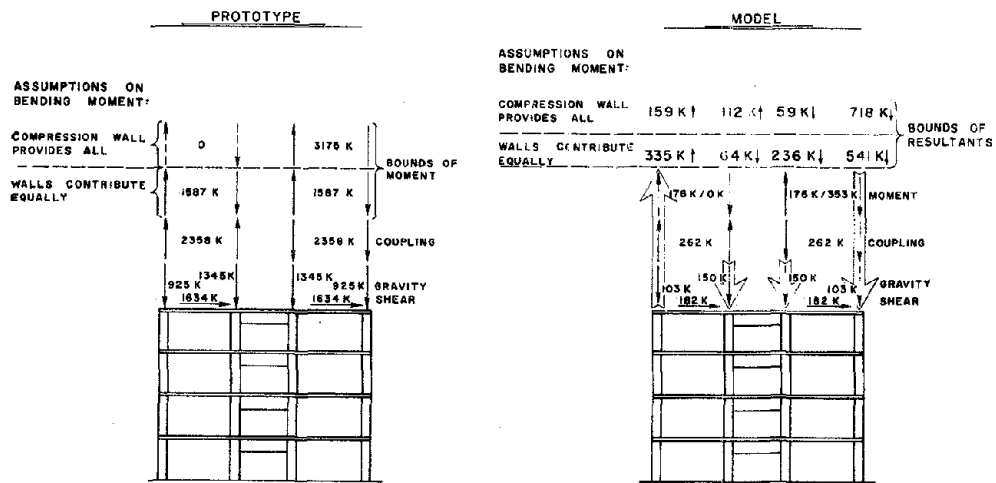 PROTOTYPE
ASSUMPTIONS ON
BENDING MOMENT:
COMPRESSION WALL
PROVIDES ALL
0
3175 K
BOUNDS OF
MOMENT
WALLS CONTRIBUTE
EQUALLY
1587 K
1587 K
2358 K
2358 K
COUPLING
1345K
1345K
925 K
925 K
GRAVITY
1634 K
1634 K
SHEAR
MODEL
ASSUMPTIONS ON
BENDING MOMENT:
COMPRESSION WALL
PROVIDES ALL
159 K
112 K
59 K
718 K
BOUNDS OF
RESULTANTS
WALLS CONTRIBUTE
EQUALLY
335 K
64 K
236 K
541 K
176 K / 0 K
176 K / 353 K
MOMENT
262 K
262 K
COUPLING
150 K
150 K
103 K
103 K
GRAVITY
182 K
182 K
SHEAR